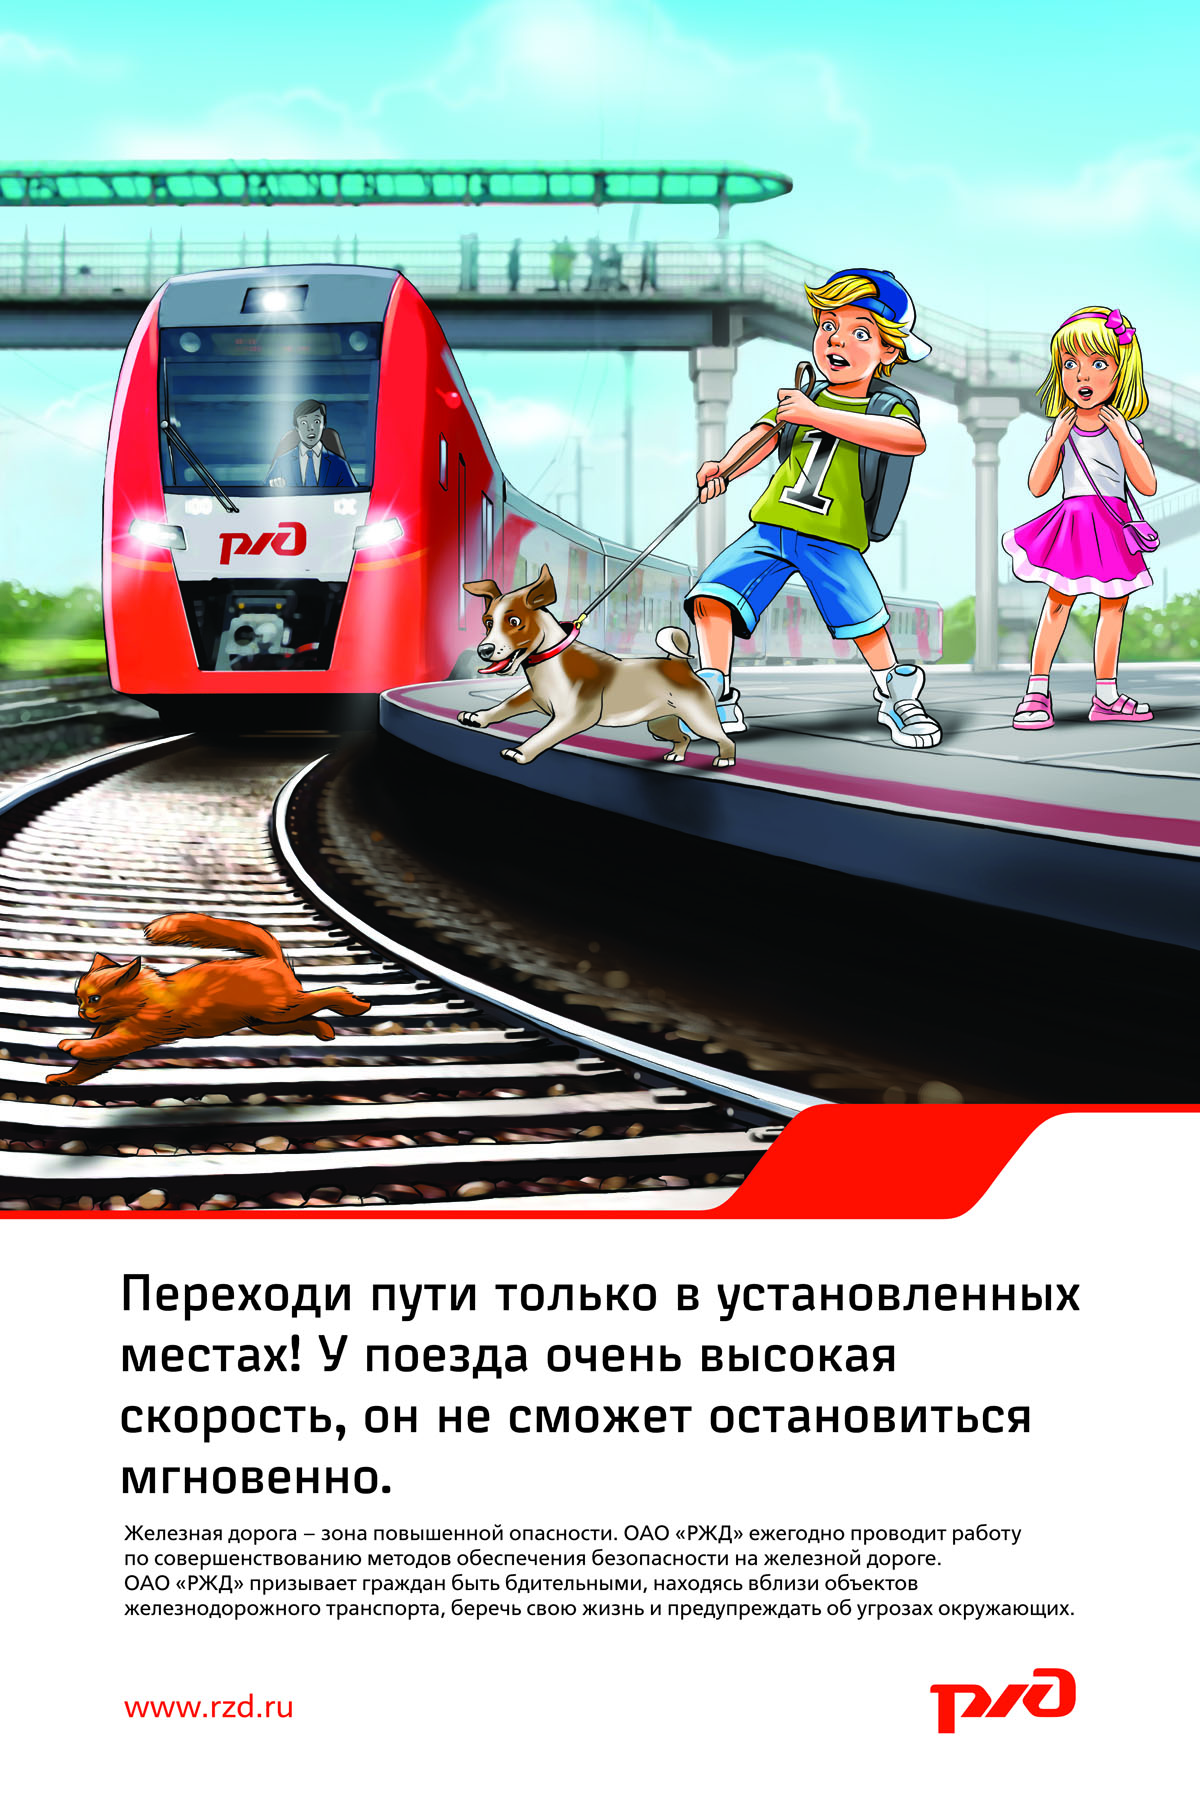 РЖД
1
Переходи пути только в установленных
местах! У поезда очень высокая
скорость, он не сможет остановиться
мгновенно.
Железная дорога – зона повышенной опасности. ОАО «РЖД» ежегодно проводит работу
по совершенствованию методов обеспечения безопасности на железной дороге.
ОАО «РЖД» призывает граждан быть бдительными, находясь вблизи объектов
железнодорожного транспорта, беречь свою жизнь и предупреждать об угрозах окружающих.
www.rzd.ru
РЖД